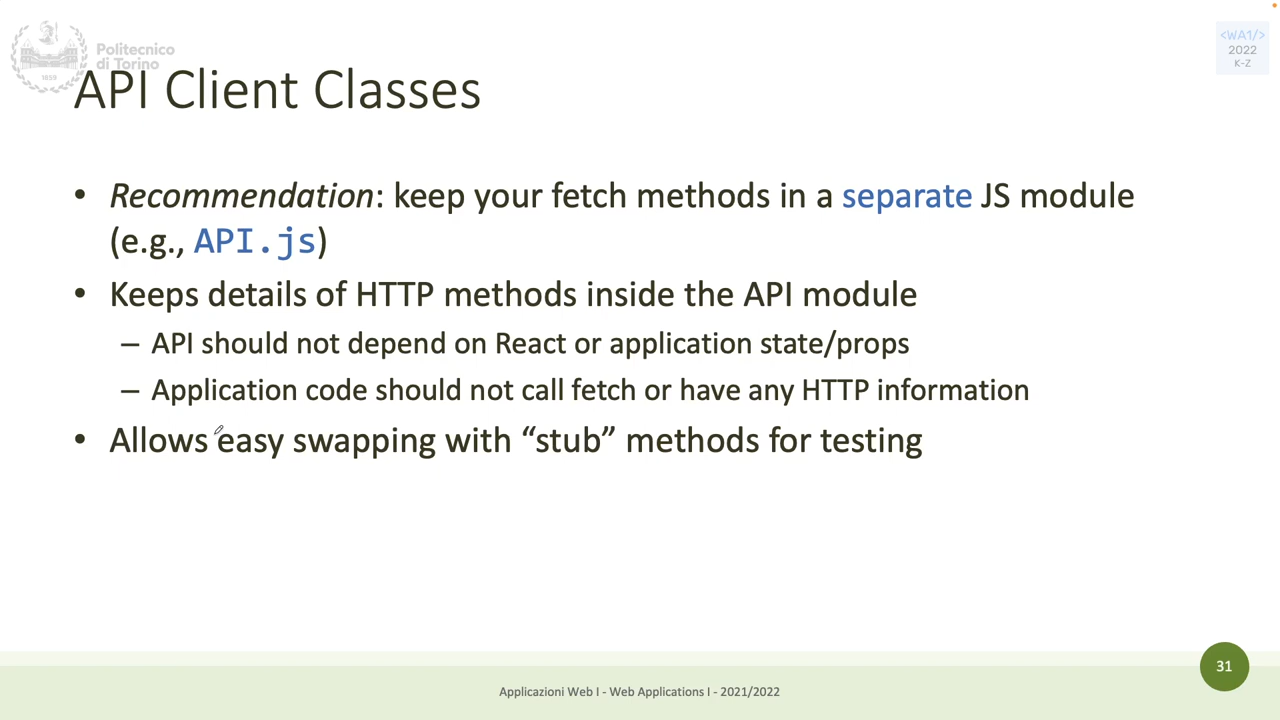 Politecnico
di Torino
1859
<WA1/>
2022
K-Z
API Client Classes
• Recommendation: keep your fetch methods in a separate JS module
(e.g., API.js)
• Keeps details of HTTP methods inside the API module
– API should not depend on React or application state/props
– Application code should not call fetch or have any HTTP information
• Allows easy swapping with “stub” methods for testing
31
Applicazioni Web I - Web Applications I - 2021/2022